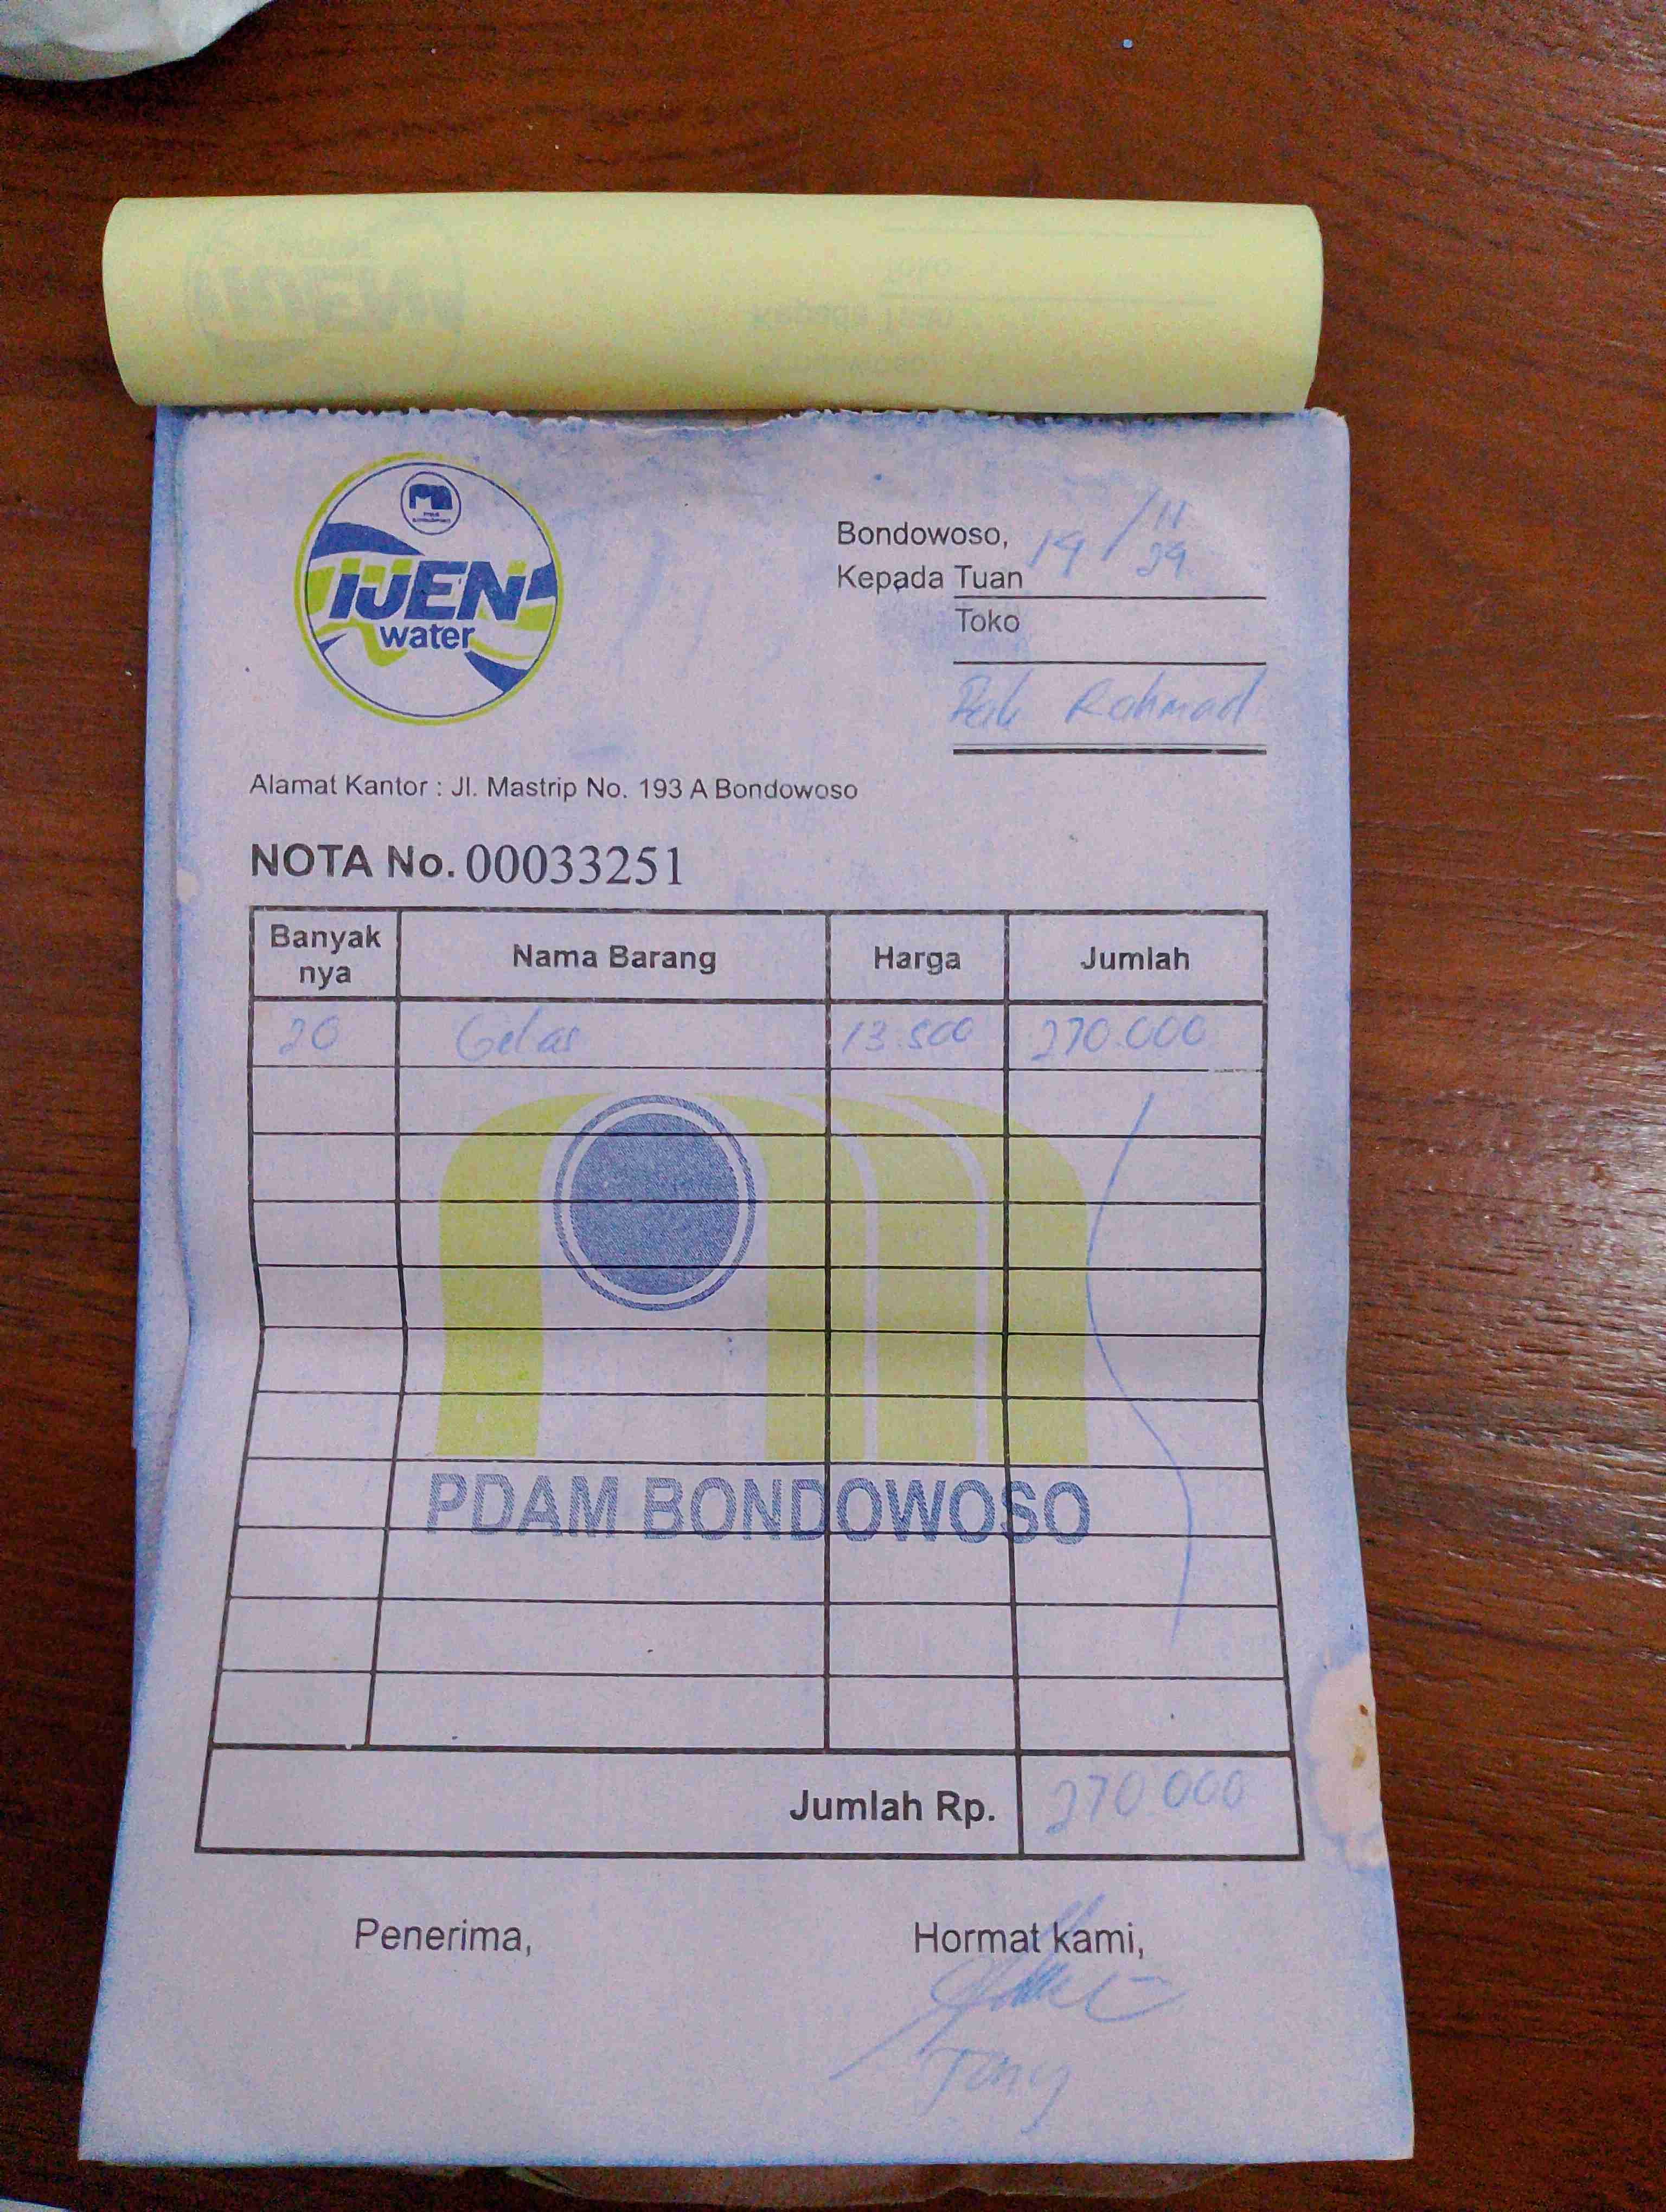 IJEN
water
Bondowoso, 14/11
24
Kepada Tuan
Toko
Pak Rahmad
Alamat Kantor : Jl. Mastrip No. 193 A Bondowoso
NOTA No. 00033251
Banyak nya Nama Barang Harga Jumlah
20 Gelas 13.500 270.000
PDAM BONDOWOSO
Jumlah Rp. 270 000
Penerima, Hormat kami,
Tony